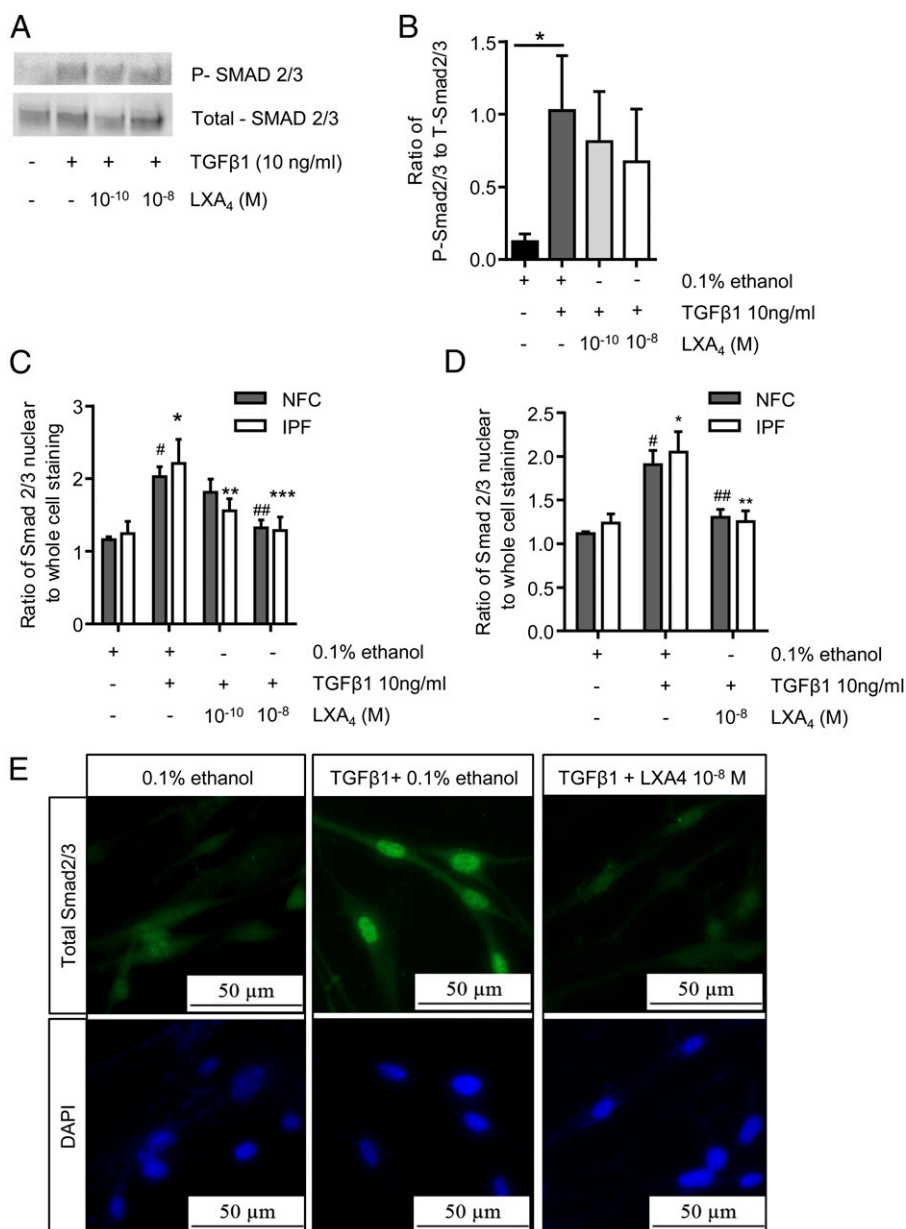 A
P- SMAD 2/3
Total - SMAD 2/3
- + + + TGFβ1 (10 ng/ml)
- - 10⁻¹⁰ 10⁻⁸ LXA₄ (M)
B
Ratio of
P-Smad2/3 to T-Smad2/3
1.5
1.0
0.5
0.0
*
+ + - - 0.1% ethanol
- + + + TGFβ1 10ng/ml
- - 10⁻¹⁰ 10⁻⁸ LXA₄ (M)
C
Ratio of Smad 2/3 nuclear
to whole cell staining
3
2
1
0
NFC
IPF
# * ** ## ***
+ + - - 0.1% ethanol
- + + + TGFβ1 10ng/ml
- - 10⁻¹⁰ 10⁻⁸ LXA₄ (M)
D
Ratio of Smad 2/3 nuclear
to whole cell staining
2.5
2.0
1.5
1.0
0.5
0.0
NFC
IPF
# * ## **
+ + - 0.1% ethanol
- + + TGFβ1 10ng/ml
- - 10⁻⁸ LXA₄ (M)
E
0.1% ethanol
TGFβ1+ 0.1% ethanol
TGFβ1 + LXA4 10⁻⁸ M
Total Smad2/3
50 µm
50 µm
50 µm
DAPI
50 µm
50 µm
50 µm